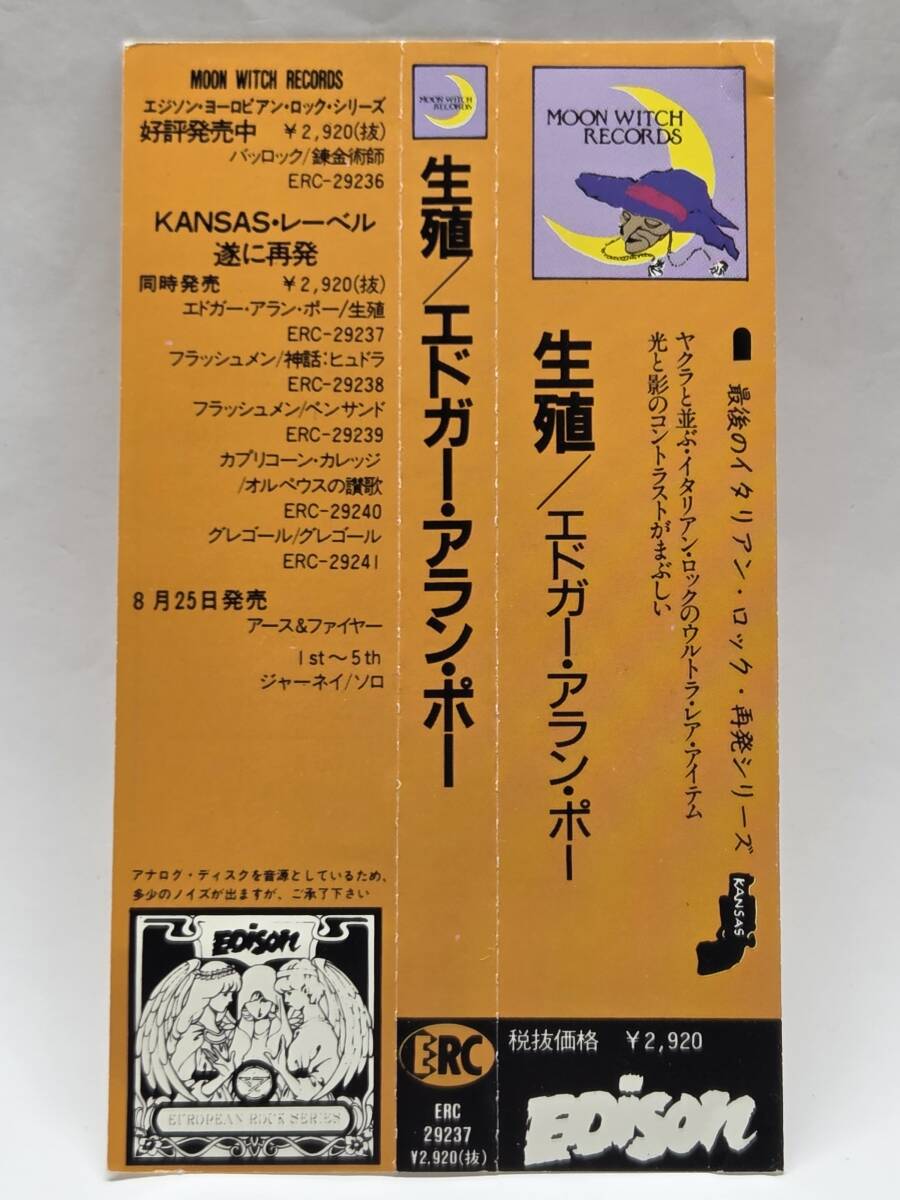 MOON WITCH RECORDS
エジソン・ヨーロピアン・ロック・シリーズ
好評発売中 ¥2,920(抜)
バッロック/錬金術師
ERC-29236
KANSAS・レーベル
遂に再発
同時発売 ¥2,920(抜)
エドガー・アラン・ポー/生殖
ERC-29237
フラッシュメン/神話:ヒュドラ
ERC-29238
フラッシュメン/ペンサンド
ERC-29239
カプリコーン・カレッジ
/オルペウスの讃歌
ERC-29240
グレゴール/グレゴール
ERC-29241
8月25日発売
アース&ファイヤー
1st〜5th
ジャーネイ/ソロ
アナログ・ディスクを音源としているため、
多少のノイズが出ますが、ご承了下さい
EDison
EUROPEAN ROCK SERIES
MOON WITCH
RECORDS
生殖/エドガー・アラン・ポー
ERC
ERC
29237
¥2,920(抜)
MOON WITCH
RECORDS
最後のイタリアン・ロック・再発シリーズ
KANSAS
ヤクラと並ぶ・イタリアン・ロックのウルトラ・レア・アイテム
光と影のコントラストがまぶしい
生殖/エドガー・アラン・ポー
税抜価格 ¥2,920
EDison